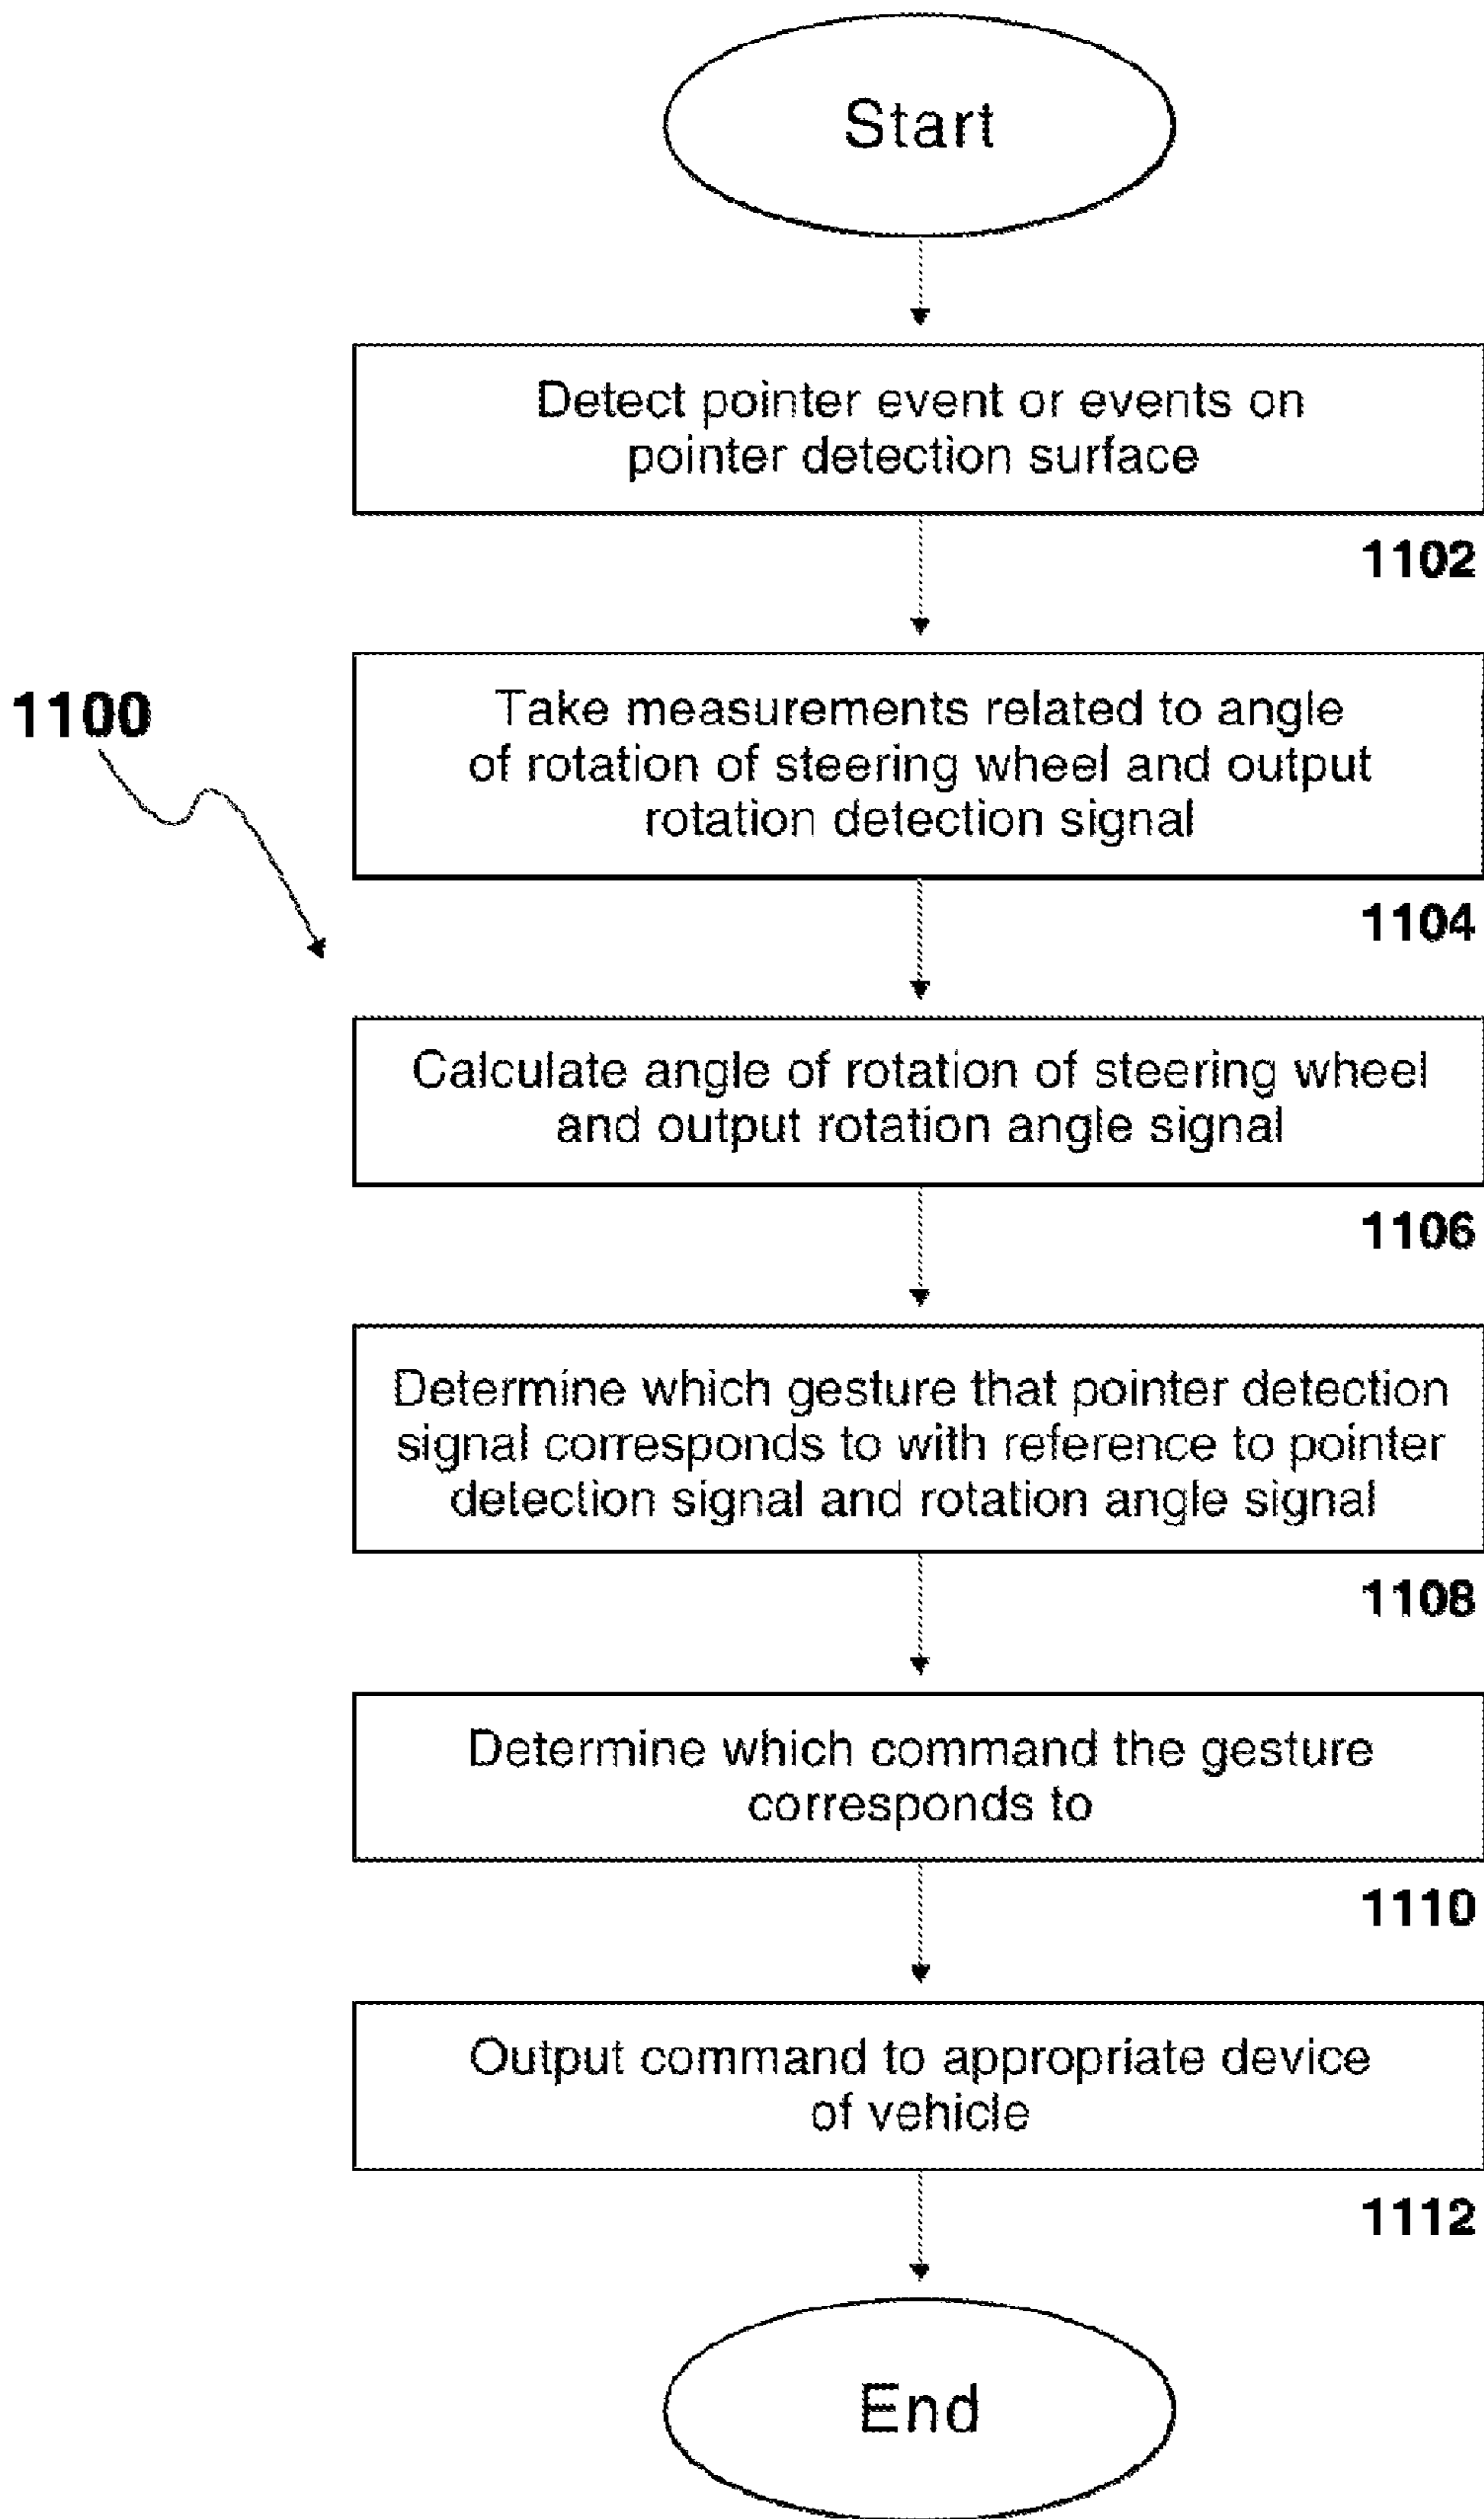 Start
Detect pointer event or events on
pointer detection surface
1102
1100
Take measurements related to angle
of rotation of steering wheel and output
rotation detection signal
1104
Calculate angle of rotation of steering wheel
and output rotation angle signal
1106
Determine which gesture that pointer detection
signal corresponds to with reference to pointer
detection signal and rotation angle signal
1108
Determine which command the gesture
corresponds to
1110
Output command to appropriate device
of vehicle
1112
End